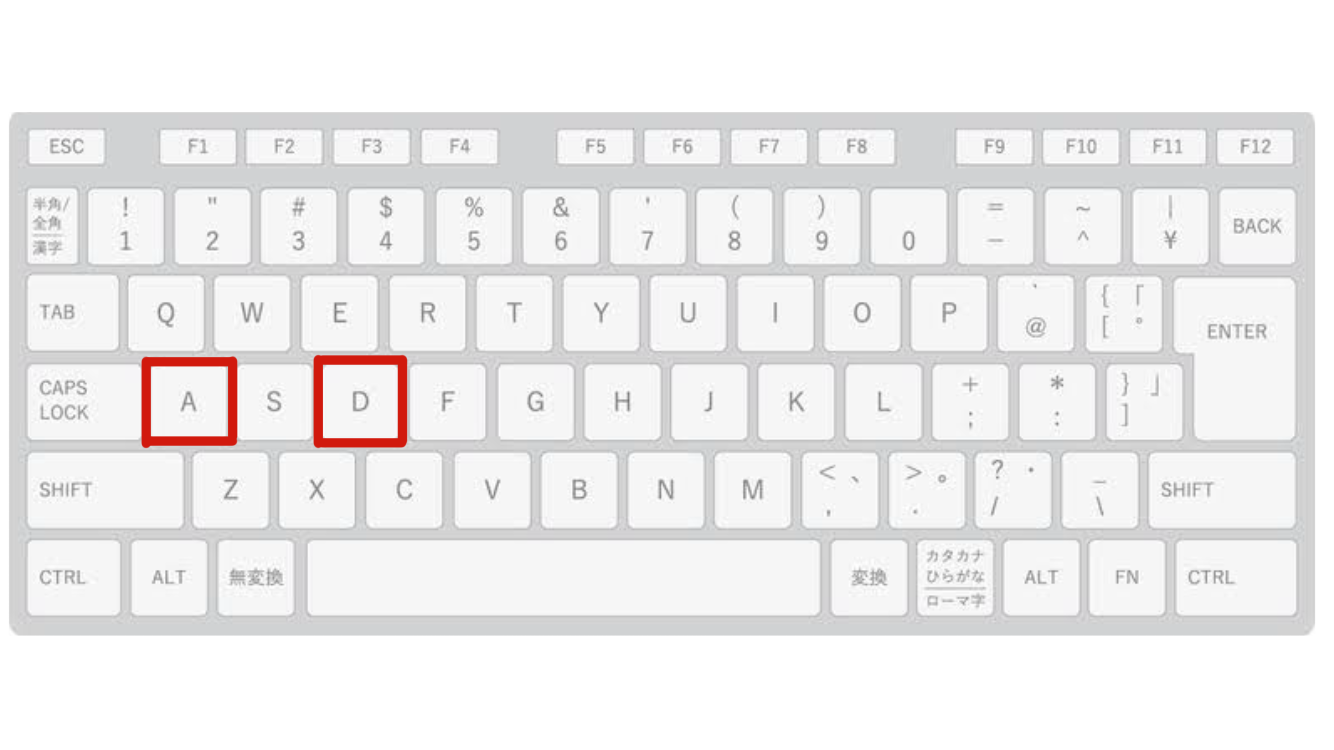 ESC F1 F2 F3 F4 F5 F6 F7 F8 F9 F10 F11 F12
半角/
全角
漢字
! " # $ % & ' ( ) = ~ |
1 2 3 4 5 6 7 8 9 0 － ^ ¥ BACK
TAB Q W E R T Y U I O P ` @ { 「 [ ° ENTER
CAPS
LOCK
A S D F G H J K L + ; * : } 」 ]
SHIFT Z X C V B N M < 、 , > 。 . ? ・ / _ \ SHIFT
CTRL ALT 無変換 変換
カタカナ
ひらがな
ローマ字
ALT FN CTRL